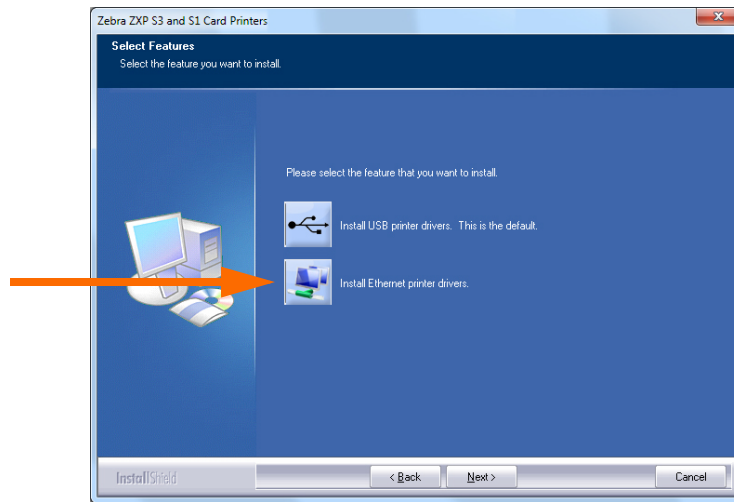 Zebra ZXP S3 and S1 Card Printers
Select Features
Select the feature you want to install.
Please select the feature that you want to install.
Install USB printer drivers. This is the default.
Install Ethernet printer drivers.
InstallShield
< Back
Next >
Cancel